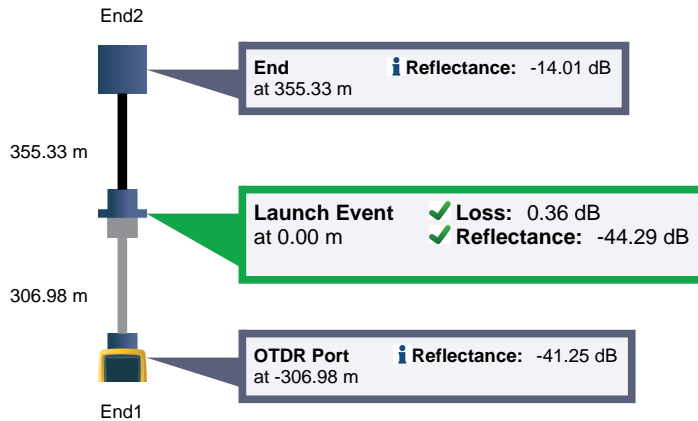 End2
End
i Reflectance: -14.01 dB
at 355.33 m
355.33 m
Launch Event
Loss: 0.36 dB
at 0.00 m
Reflectance: -44.29 dB
306.98 m
OTDR Port
i Reflectance: -41.25 dB
at -306.98 m
End1